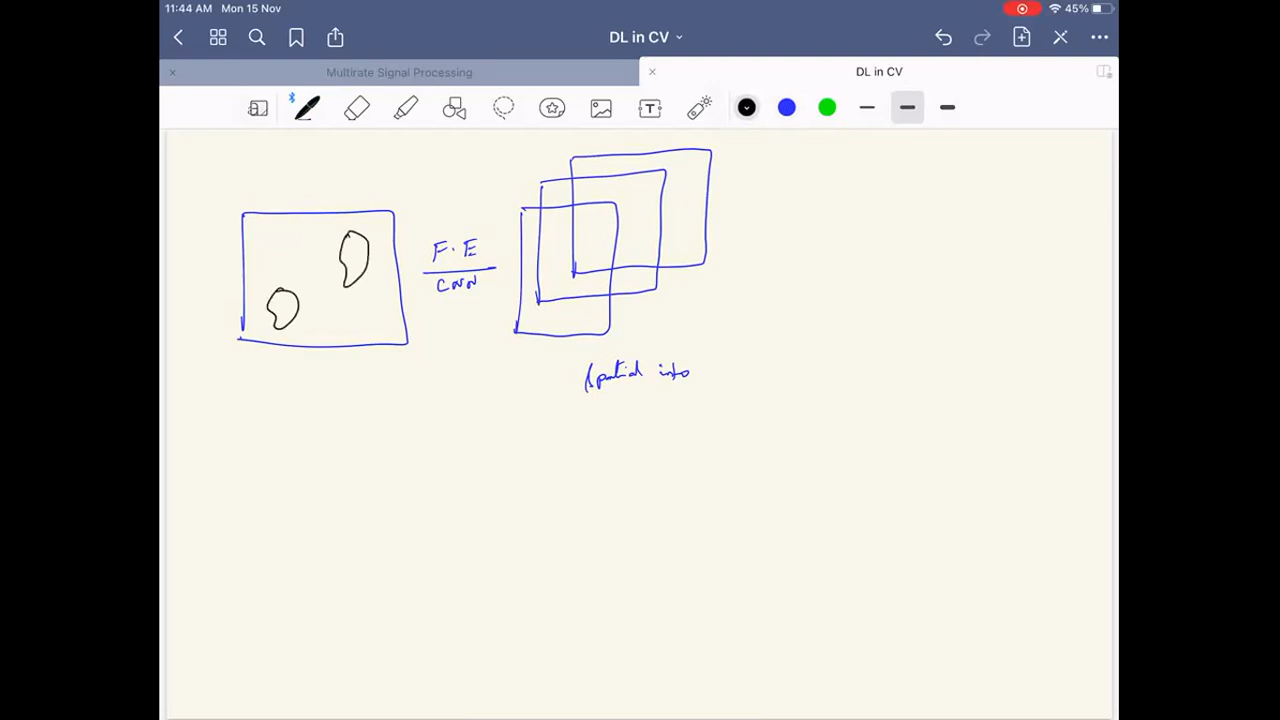 11:44 AM Mon 15 Nov
45%
DL in CV
Multirate Signal Processing
DL in CV
F.E
CNN
Spatial info